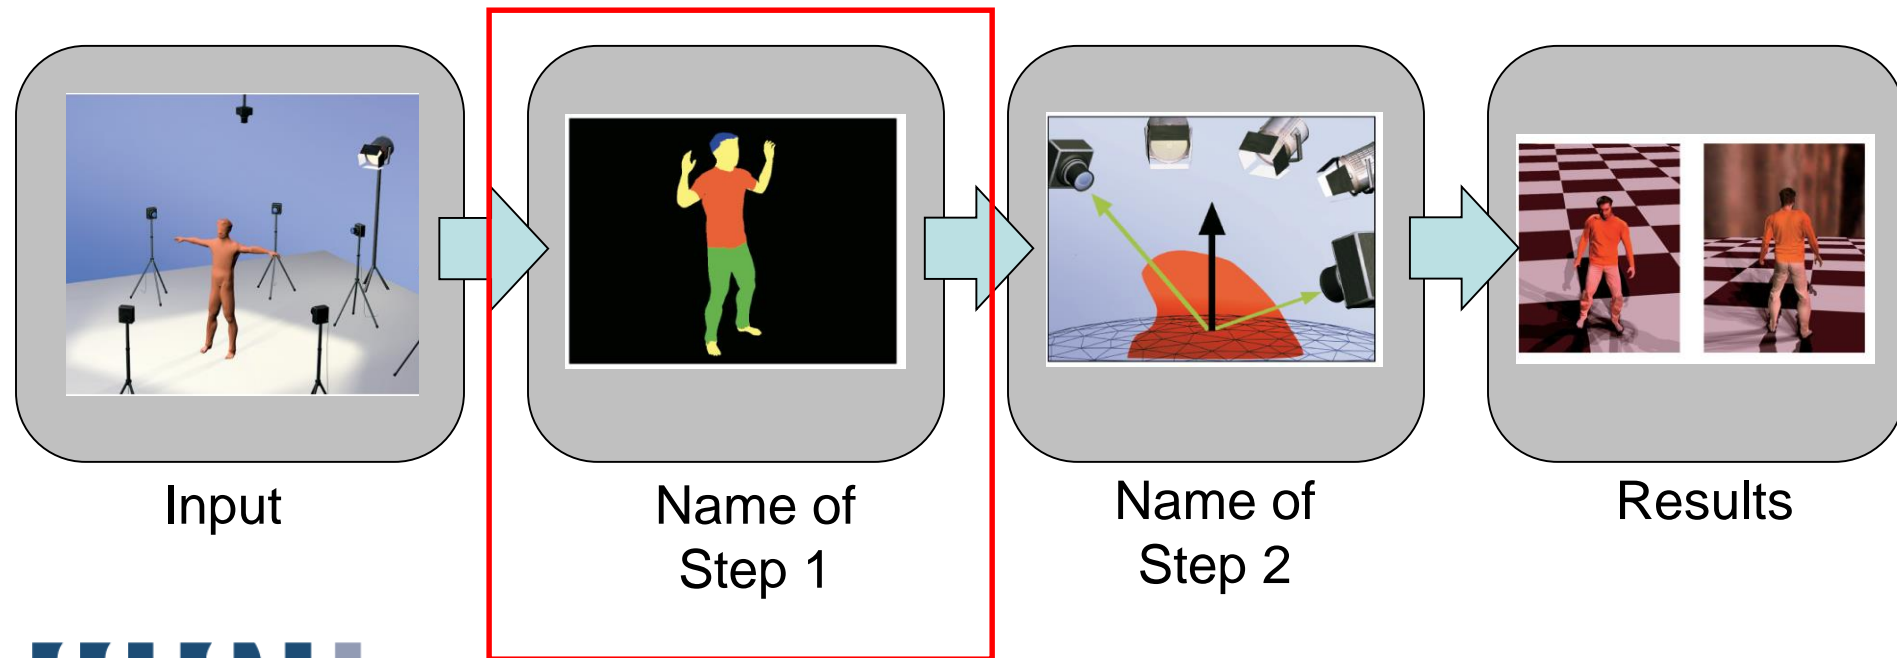 Input
Name of
Step 1
Name of
Step 2
Results